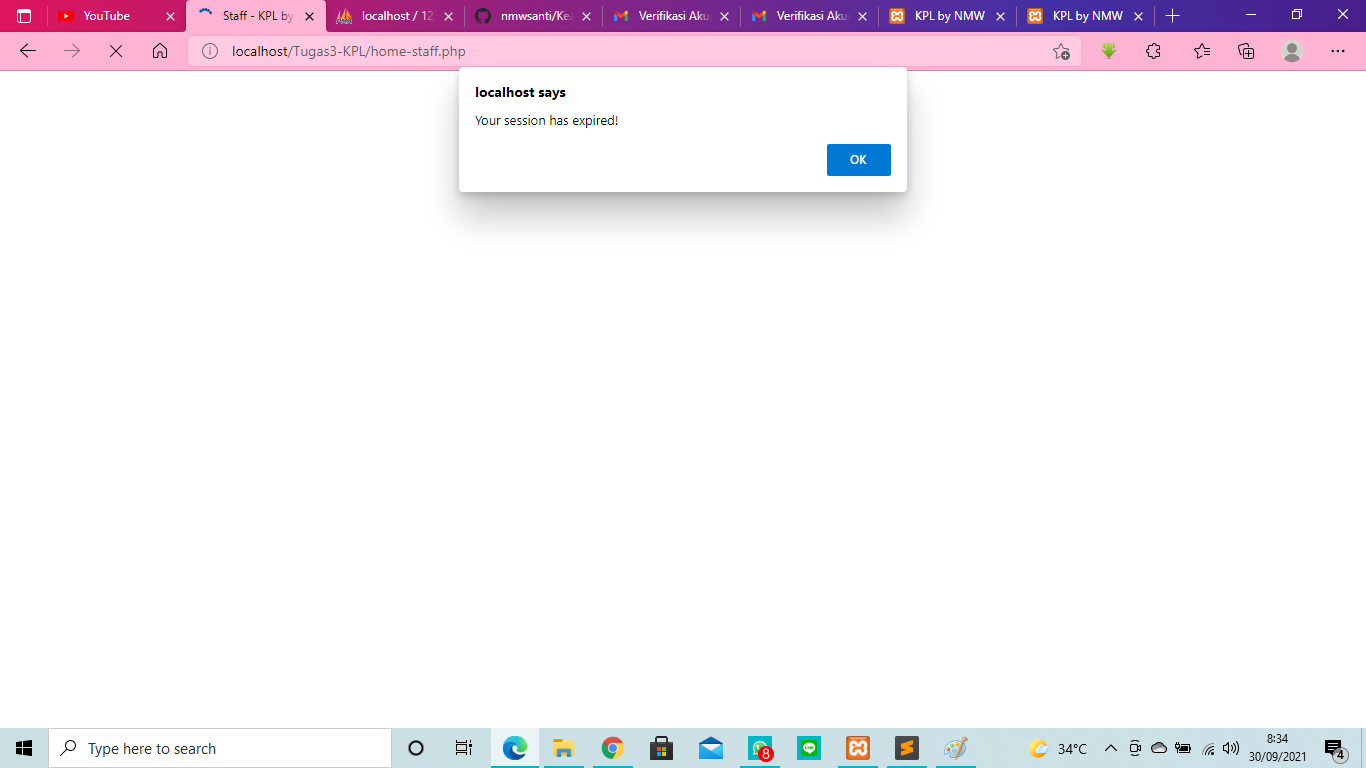 YouTube
Staff - KPL by
localhost / 12
nmwsanti/Kea
Verifikasi Aku
Verifikasi Aku
KPL by NMW
KPL by NMW
localhost/Tugas3-KPL/home-staff.php
localhost says
Your session has expired!
OK
Type here to search
8
34°C
8:34
30/09/2021
4